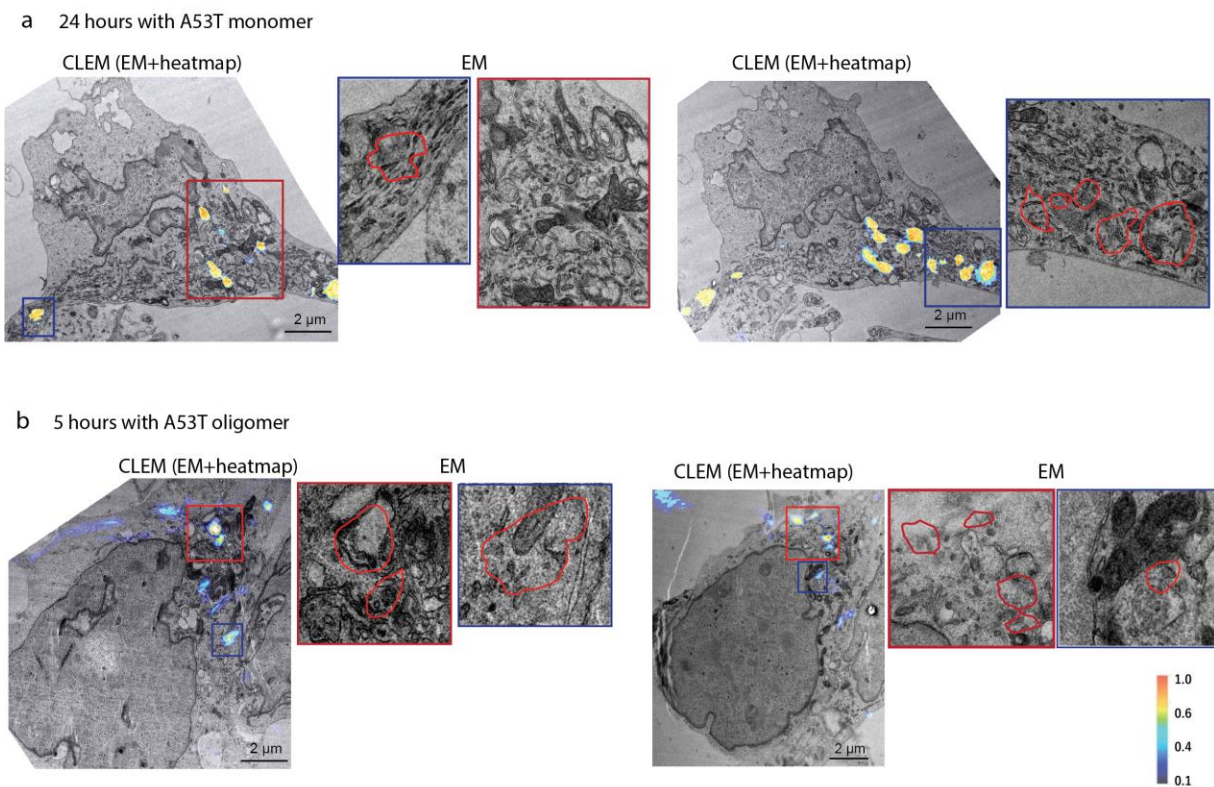 a 24 hours with A53T monomer
CLEM (EM+heatmap) EM CLEM (EM+heatmap)
2 μm 2 μm
b 5 hours with A53T oligomer
CLEM (EM+heatmap) EM CLEM (EM+heatmap) EM
2 μm 2 μm
1.0
0.6
0.4
0.1